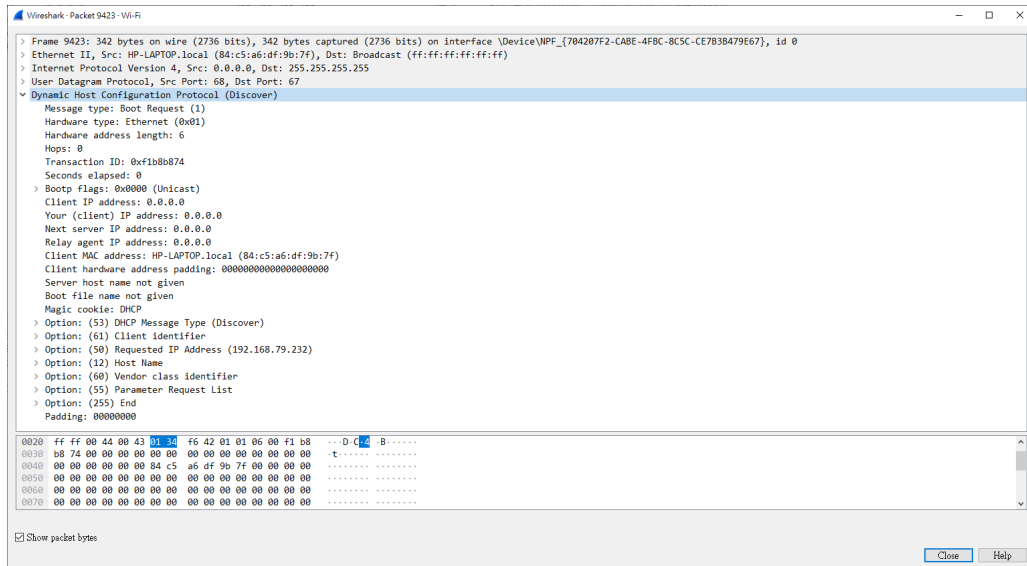 Wireshark · Packet 9423 · Wi-Fi
> Frame 9423: 342 bytes on wire (2736 bits), 342 bytes captured (2736 bits) on interface \Device\NPF_{704207F2-CABE-4FBC-8C5C-CE7B3B479E67}, id 0
> Ethernet II, Src: HP-LAPTOP.local (84:c5:a6:df:9b:7f), Dst: Broadcast (ff:ff:ff:ff:ff:ff)
> Internet Protocol Version 4, Src: 0.0.0.0, Dst: 255.255.255.255
> User Datagram Protocol, Src Port: 68, Dst Port: 67
Dynamic Host Configuration Protocol (Discover)
Message type: Boot Request (1)
Hardware type: Ethernet (0x01)
Hardware address length: 6
Hops: 0
Transaction ID: 0xf1b8b874
Seconds elapsed: 0
> Bootp flags: 0x0000 (Unicast)
Client IP address: 0.0.0.0
Your (client) IP address: 0.0.0.0
Next server IP address: 0.0.0.0
Relay agent IP address: 0.0.0.0
Client MAC address: HP-LAPTOP.local (84:c5:a6:df:9b:7f)
Client hardware address padding: 00000000000000000000
Server host name not given
Boot file name not given
Magic cookie: DHCP
> Option: (53) DHCP Message Type (Discover)
> Option: (61) Client identifier
> Option: (50) Requested IP Address (192.168.79.232)
> Option: (12) Host Name
> Option: (60) Vendor class identifier
> Option: (55) Parameter Request List
> Option: (255) End
Padding: 00000000
0020 ff ff 00 44 00 43 01 34 f6 42 01 01 06 00 f1 b8 ···D·C·4 ·B······
0030 b8 74 00 00 00 00 00 00 00 00 00 00 00 00 00 00 ·t······ ········
0040 00 00 00 00 00 00 84 c5 a6 df 9b 7f 00 00 00 00 ········ ········
0050 00 00 00 00 00 00 00 00 00 00 00 00 00 00 00 00 ········ ········
0060 00 00 00 00 00 00 00 00 00 00 00 00 00 00 00 00 ········ ········
0070 00 00 00 00 00 00 00 00 00 00 00 00 00 00 00 00 ········ ········
Show packet bytes
Close Help